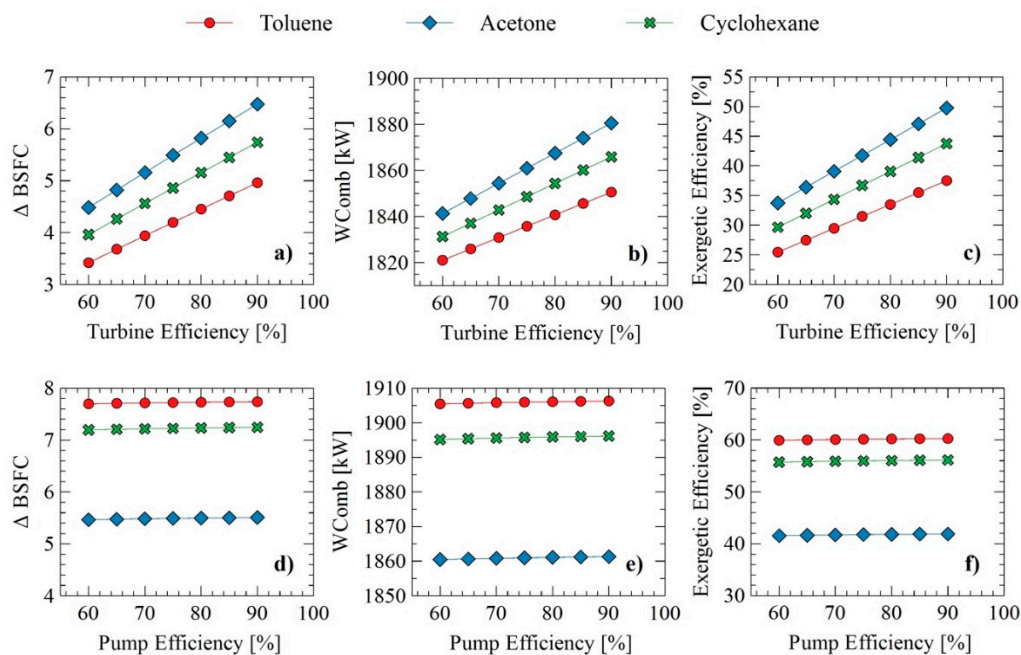 Toluene Acetone Cyclohexane
7
6
5
4
3
Δ BSFC
a)
60 70 80 90 100
Turbine Efficiency [%]
1900
1880
1860
1840
1820
WComb [kW]
b)
60 70 80 90 100
Turbine Efficiency [%]
55
50
45
40
35
30
25
20
Exergetic Efficiency [%]
c)
60 70 80 90 100
Turbine Efficiency [%]
8
7
6
5
4
Δ BSFC
d)
60 70 80 90 100
Pump Efficiency [%]
1910
1900
1890
1880
1870
1860
1850
WComb [kW]
e)
60 70 80 90 100
Pump Efficiency [%]
70
60
50
40
30
Exergetic Efficiency [%]
f)
60 70 80 90 100
Pump Efficiency [%]